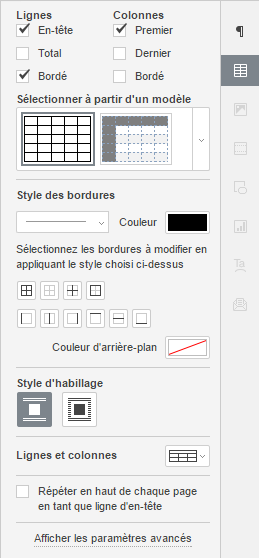 Lignes Colonnes
En-tête Premier
Total Dernier
Bordé Bordé
Sélectionner à partir d'un modèle
Style des bordures
Couleur
Sélectionnez les bordures à modifier en
appliquant le style choisi ci-dessus
Couleur d'arrière-plan
Style d'habillage
Lignes et colonnes
Répéter en haut de chaque page
en tant que ligne d'en-tête
Afficher les paramètres avancés